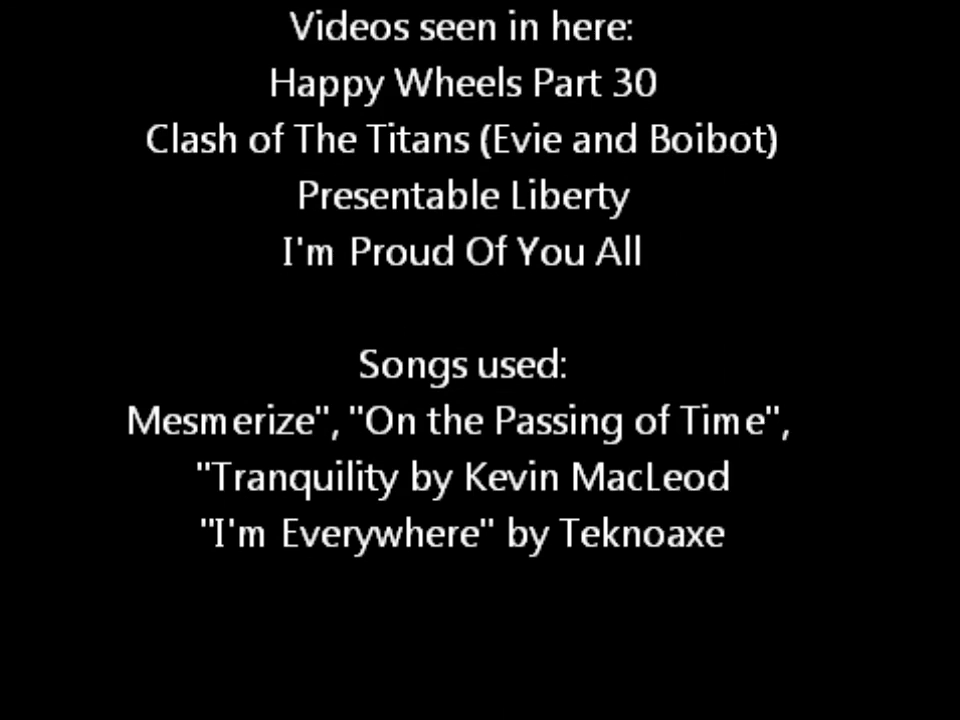 Videos seen in here:
Happy Wheels Part 30
Clash of The Titans (Evie and Boibot)
Presentable Liberty
I'm Proud Of You All
Songs used:
Mesmerize", "On the Passing of Time",
"Tranquility by Kevin MacLeod
"I'm Everywhere" by Teknoaxe